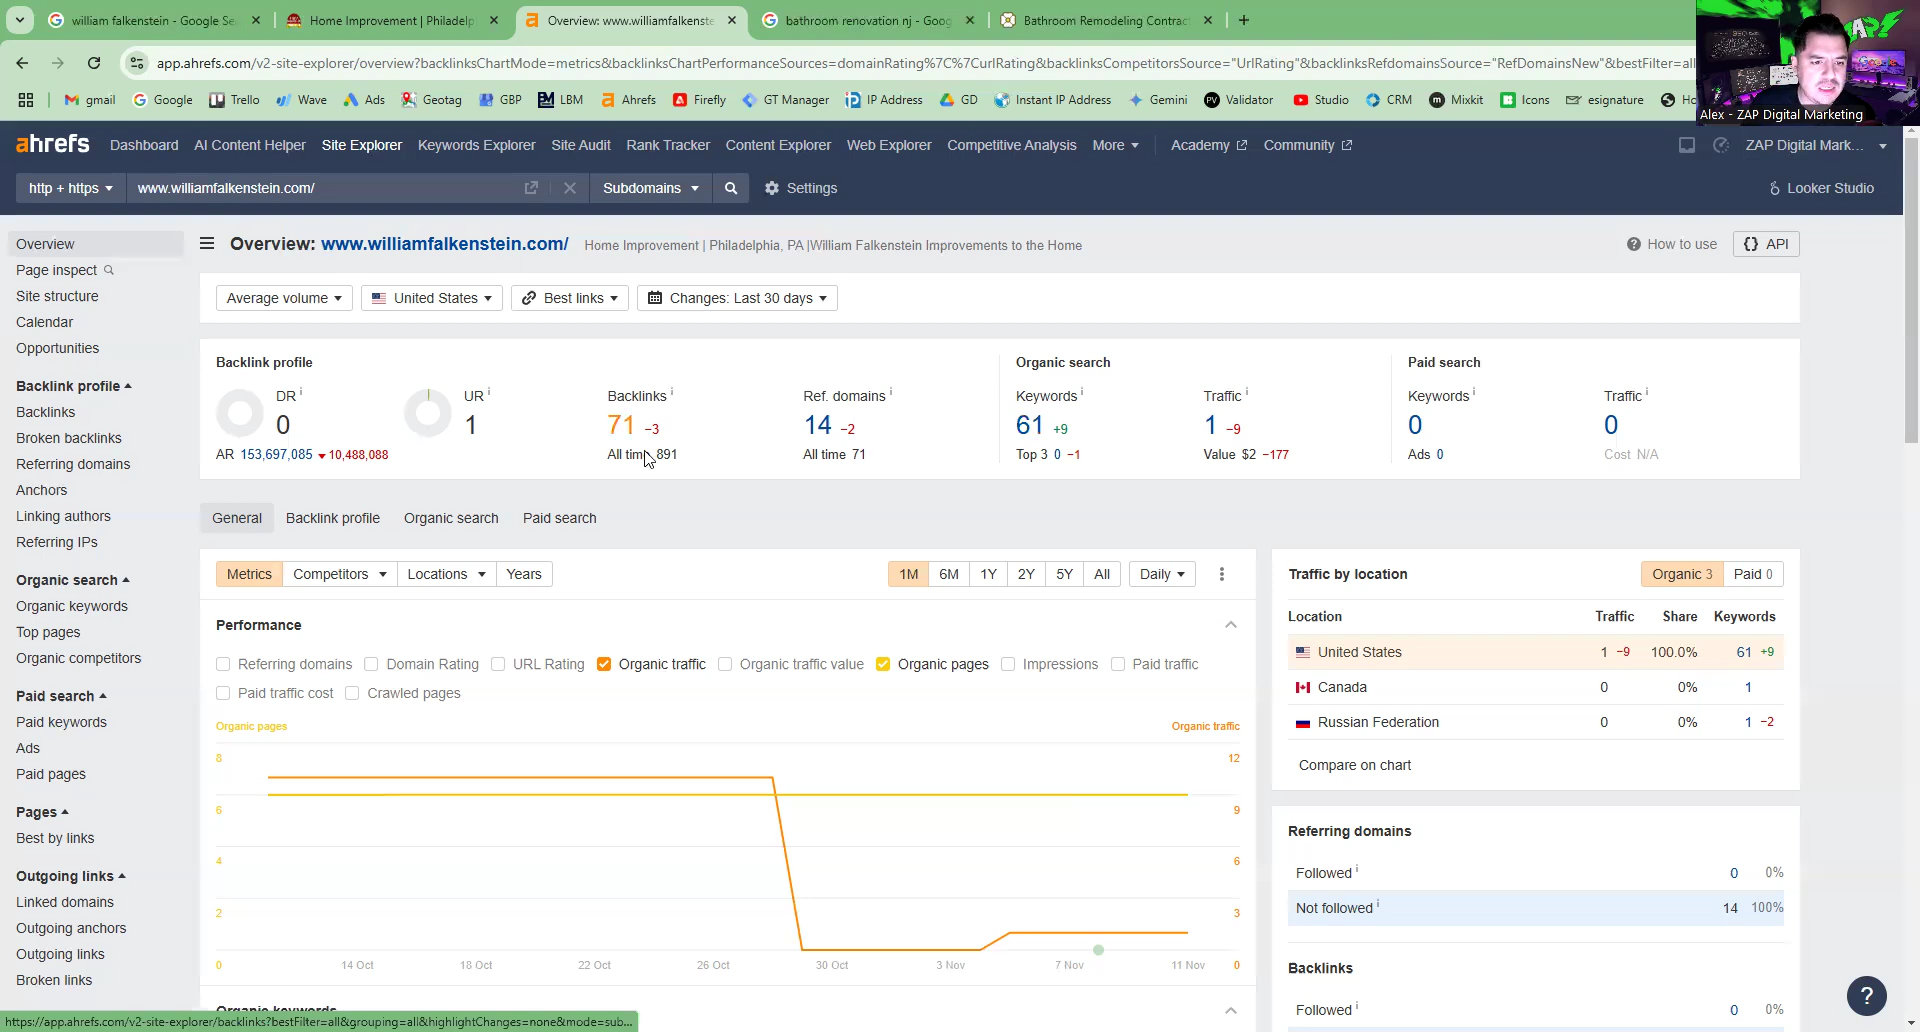 william falkenstein - Google Se
Home Improvement | Philadelp
Overview: www.williamfalkenste
bathroom renovation nj - Goog
Bathroom Remodeling Contract
app.ahrefs.com/v2-site-explorer/overview?backlinksChartMode=metrics&backlinksChartPerformanceSources=domainRating%7C%7CurlRating&backlinksCompetitorsSource="UrlRating"&backlinksRefdomainsSource="RefDomainsNew"&bestFilter=all
gmail Google Trello Wave Ads Geotag GBP LBM Ahrefs Firefly GT Manager IP Address GD Instant IP Address Gemini Validator Studio CRM Mixkit Icons esignature
Alex - ZAP Digital Marketing
ahrefs Dashboard AI Content Helper Site Explorer Keywords Explorer Site Audit Rank Tracker Content Explorer Web Explorer Competitive Analysis More Academy Community ZAP Digital Mark...
http + https www.williamfalkenstein.com/ Subdomains Settings Looker Studio
Overview
Page inspect
Site structure
Calendar
Opportunities
Backlink profile
Backlinks
Broken backlinks
Referring domains
Anchors
Linking authors
Referring IPs
Organic search
Organic keywords
Top pages
Organic competitors
Paid search
Paid keywords
Ads
Paid pages
Pages
Best by links
Outgoing links
Linked domains
Outgoing anchors
Outgoing links
Broken links
Overview: www.williamfalkenstein.com/ Home Improvement | Philadelphia, PA |William Falkenstein Improvements to the Home
How to use API
Average volume United States Best links Changes: Last 30 days
Backlink profile
DR
0
AR 153,697,085 10,488,088
UR
1
Backlinks
71 −3
All time 891
Ref. domains
14 −2
All time 71
Organic search
Keywords
61 +9
Top 3 0 −1
Traffic
1 −9
Value $2 −177
Paid search
Keywords
0
Ads 0
Traffic
0
Cost N/A
General Backlink profile Organic search Paid search
Metrics Competitors Locations Years
1M 6M 1Y 2Y 5Y All Daily
Performance
Referring domains Domain Rating URL Rating Organic traffic Organic traffic value Organic pages Impressions Paid traffic
Paid traffic cost Crawled pages
Organic pages Organic traffic
8 12
6 9
4 6
2 3
0 14 Oct 18 Oct 22 Oct 26 Oct 30 Oct 3 Nov 7 Nov 11 Nov 0
Organic keywords
Traffic by location Organic 3 Paid 0
Location Traffic Share Keywords
United States 1 −9 100.0% 61 +9
Canada 0 0% 1
Russian Federation 0 0% 1 −2
Compare on chart
Referring domains
Followed 0 0%
Not followed 14 100%
Backlinks
Followed 0 0%
?
https://app.ahrefs.com/v2-site-explorer/backlinks?bestFilter=all&grouping=all&highlightChanges=none&mode=sub...